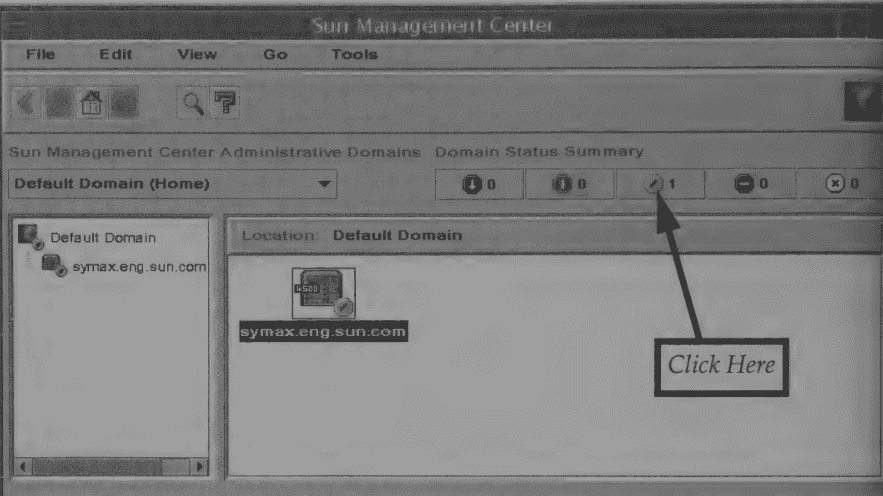 Sun Management Center
File Edit View Go Tools
Sun Management Center Administrative Domains Domain Status Summary
Default Domain (Home) 0 0 1 0 0
Default Domain
symax.eng.sun.com
Location: Default Domain
4500
symax.eng.sun.com
Click Here